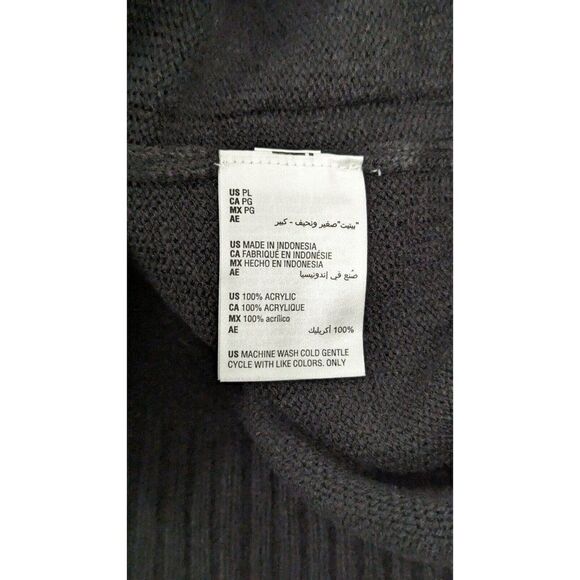 US PL
CA PG
MX PG
AE "بيتيت" صغير ونحيف - كبير
US MADE IN INDONESIA
CA FABRIQUÉ EN INDONÉSIE
MX HECHO EN INDONESIA
AE صُنع في إندونيسيا
US 100% ACRYLIC
CA 100% ACRYLIQUE
MX 100% acrílico
AE 100% أكريليك
US MACHINE WASH COLD GENTLE
CYCLE WITH LIKE COLORS. ONLY